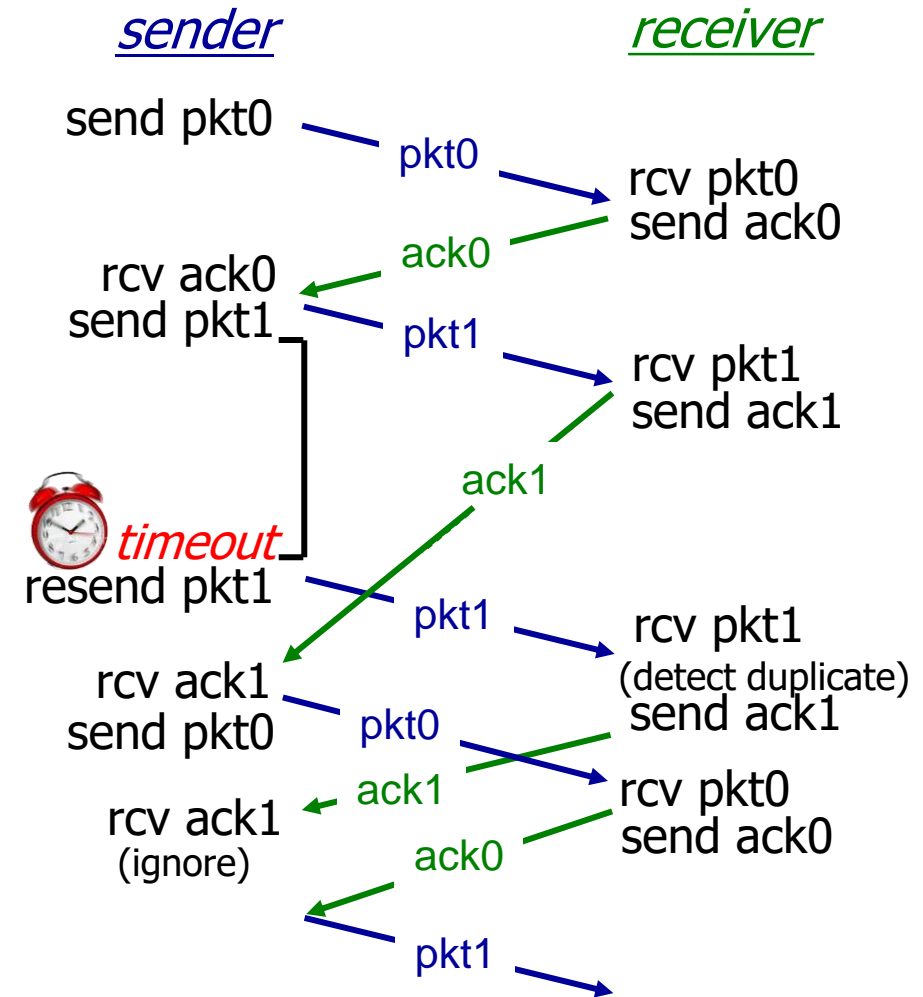 sender receiver
send pkt0
pkt0
rcv pkt0
send ack0
ack0
rcv ack0
send pkt1
pkt1
rcv pkt1
send ack1
ack1
timeout
resend pkt1
pkt1
rcv pkt1
(detect duplicate)
send ack1
rcv ack1
send pkt0
pkt0
ack1
rcv pkt0
send ack0
rcv ack1
(ignore)
ack0
pkt1